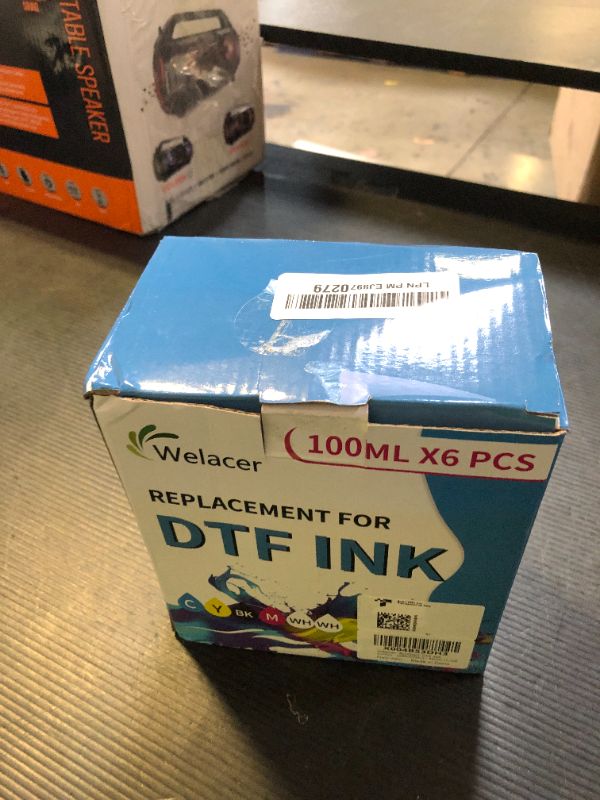 TABLE SPEAKER
LPN PM EJ8970279
Welacer
100ML X6 PCS
REPLACEMENT FOR
DTF INK
C Y BK M WH WH